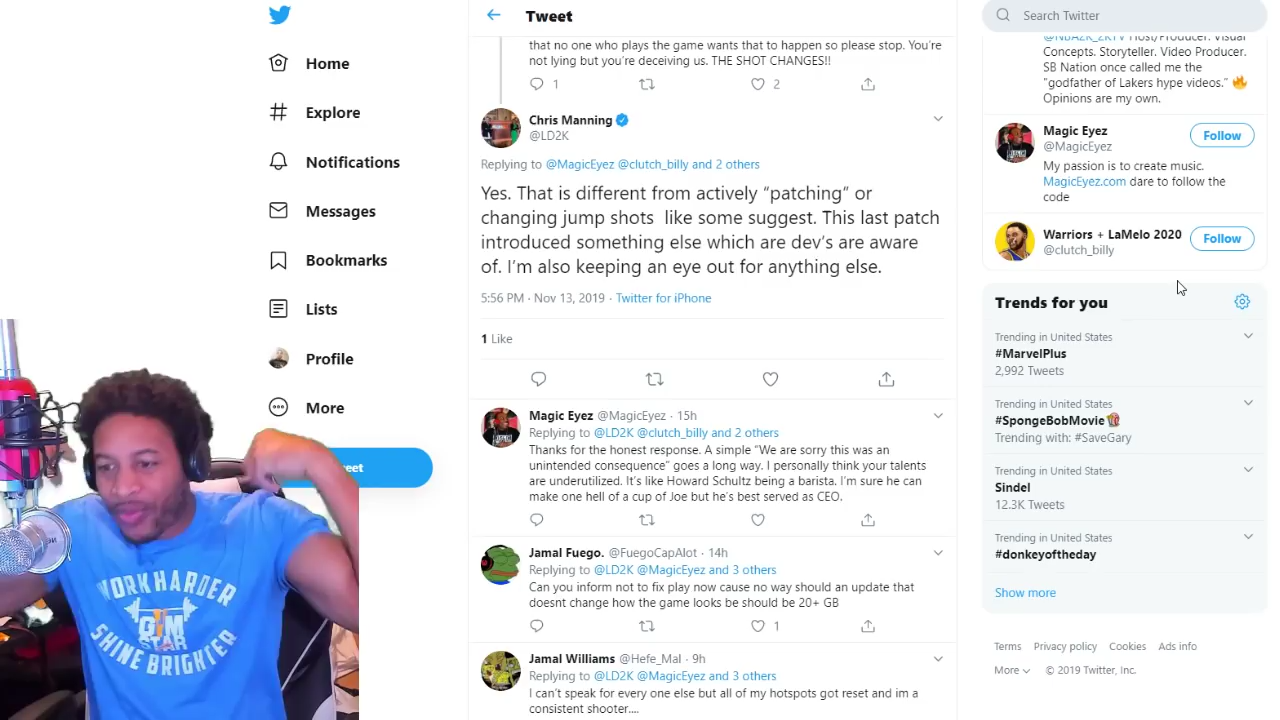 Home
Explore
Notifications
Messages
Bookmarks
Lists
Profile
More
eet
WORK HARDER
STAR
SHINE BRIGHTER
Tweet
that no one who plays the game wants that to happen so please stop. You're
not lying but you're deceiving us. THE SHOT CHANGES!!
1
2
Chris Manning
@LD2K
Replying to @MagicEyez @clutch_billy and 2 others
Yes. That is different from actively “patching” or
changing jump shots like some suggest. This last patch
introduced something else which are dev’s are aware
of. I’m also keeping an eye out for anything else.
5:56 PM · Nov 13, 2019 · Twitter for iPhone
1 Like
Magic Eyez @MagicEyez · 15h
Replying to @LD2K @clutch_billy and 2 others
Thanks for the honest response. A simple “We are sorry this was an
unintended consequence” goes a long way. I personally think your talents
are underutilized. It’s like Howard Schultz being a barista. I’m sure he can
make one hell of a cup of Joe but he’s best served as CEO.
Jamal Fuego. @FuegoCapAlot · 14h
Replying to @LD2K @MagicEyez and 3 others
Can you inform not to fix play now cause no way should an update that
doesnt change how the game looks be should be 20+ GB
1
Jamal Williams @Hefe_Mal · 9h
Replying to @LD2K @MagicEyez and 3 others
I can’t speak for every one else but all of my hotspots got reset and im a
consistent shooter....
Search Twitter
@NBA2K_2KTV Host/Producer. Visual
Concepts. Storyteller. Video Producer.
SB Nation once called me the
“godfather of Lakers hype videos.” 🔥
Opinions are my own.
Magic Eyez
@MagicEyez
Follow
My passion is to create music.
MagicEyez.com dare to follow the
code
Warriors + LaMelo 2020
@clutch_billy
Follow
Trends for you
Trending in United States
#MarvelPlus
2,992 Tweets
Trending in United States
#SpongeBobMovie🍿
Trending with: #SaveGary
Trending in United States
Sindel
12.3K Tweets
Trending in United States
#donkeyoftheday
Show more
Terms Privacy policy Cookies Ads info
More © 2019 Twitter, Inc.